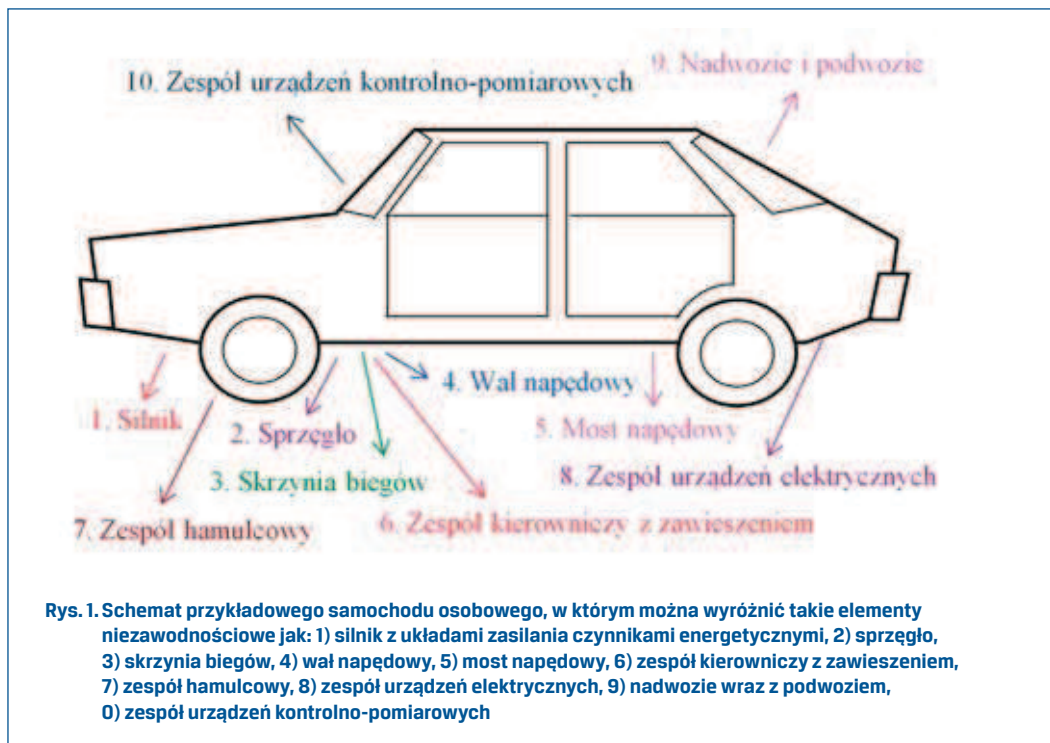 9. Nadwozie i podwozie
10. Zespół urządzeń kontrolno-pomiarowych
4. Wał napędowy
1. Silnik
2. Sprzęgło
5. Most napędowy
3. Skrzynia biegów
8. Zespół urządzeń elektrycznych
7. Zespół hamulcowy
6. Zespół kierowniczy z zawieszeniem
Rys. 1. Schemat przykładowego samochodu osobowego, w którym można wyróżnić takie elementy
niezawodnościowe jak: 1) silnik z układami zasilania czynnikami energetycznymi, 2) sprzęgło,
3) skrzynia biegów, 4) wał napędowy, 5) most napędowy, 6) zespół kierowniczy z zawieszeniem,
7) zespół hamulcowy, 8) zespół urządzeń elektrycznych, 9) nadwozie wraz z podwoziem,
0) zespół urządzeń kontrolno-pomiarowych